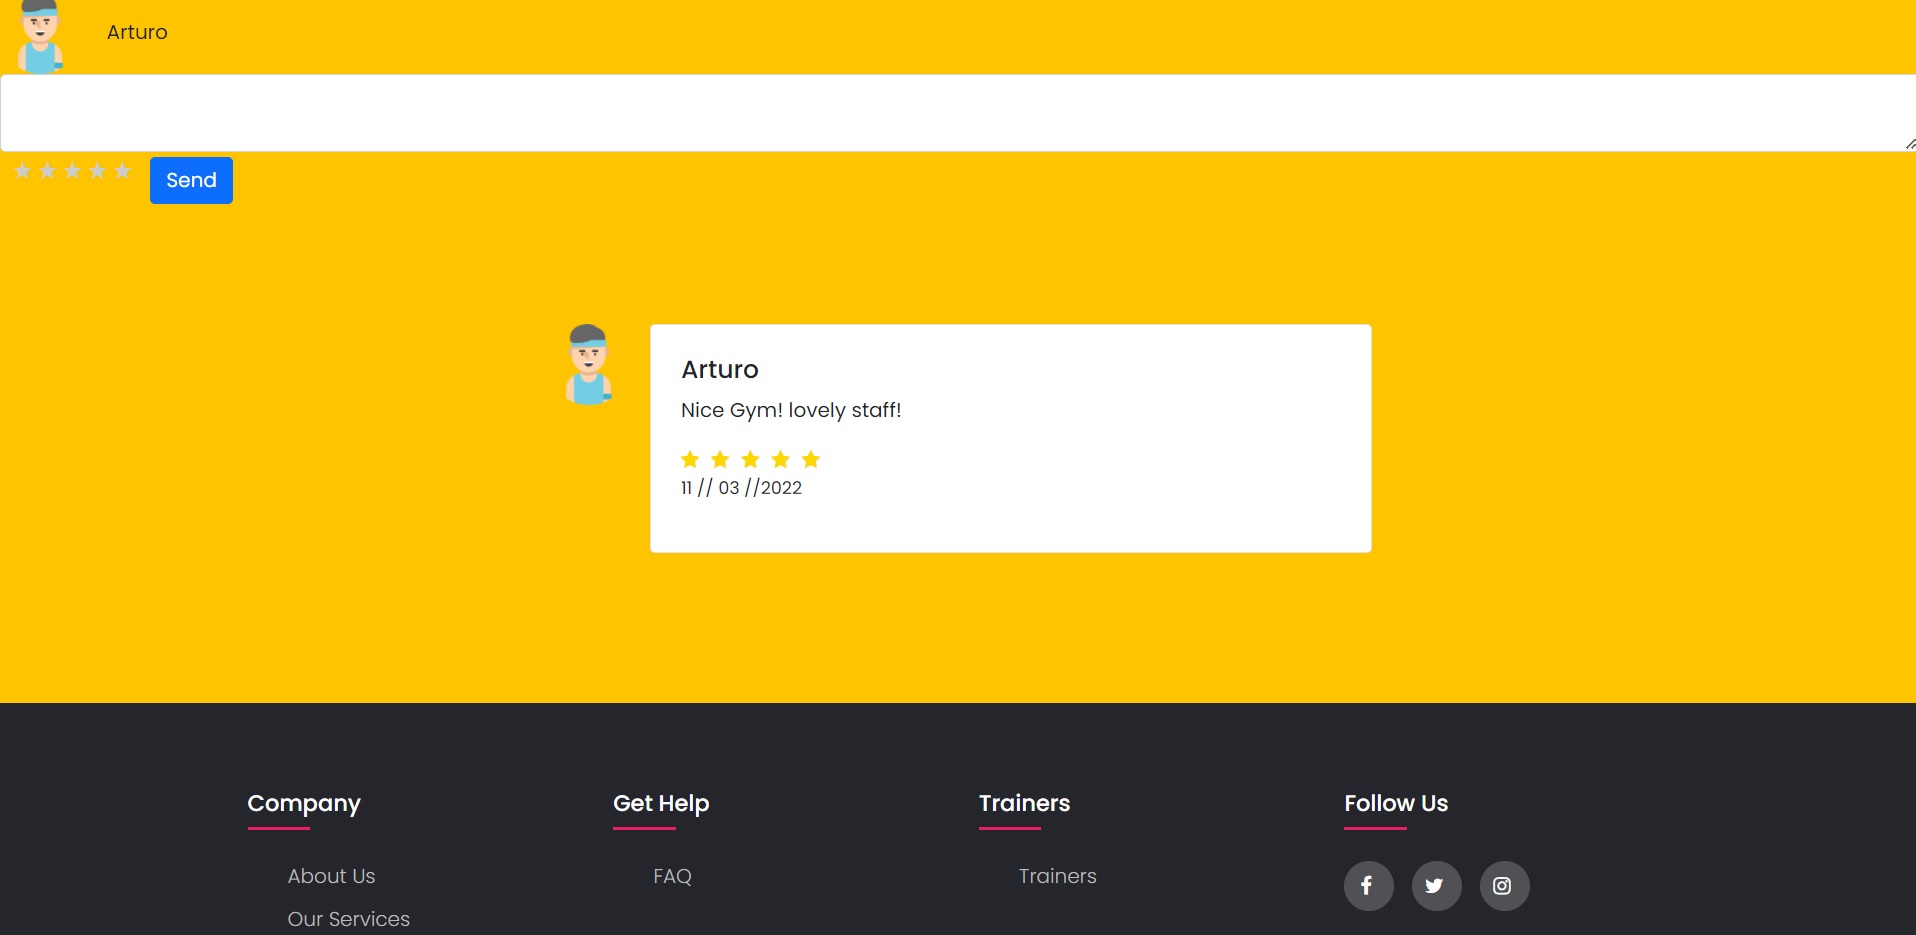 Arturo
Send
Arturo
Nice Gym! lovely staff!
11 // 03 //2022
Company
Get Help
Trainers
Follow Us
About Us
FAQ
Trainers
Our Services